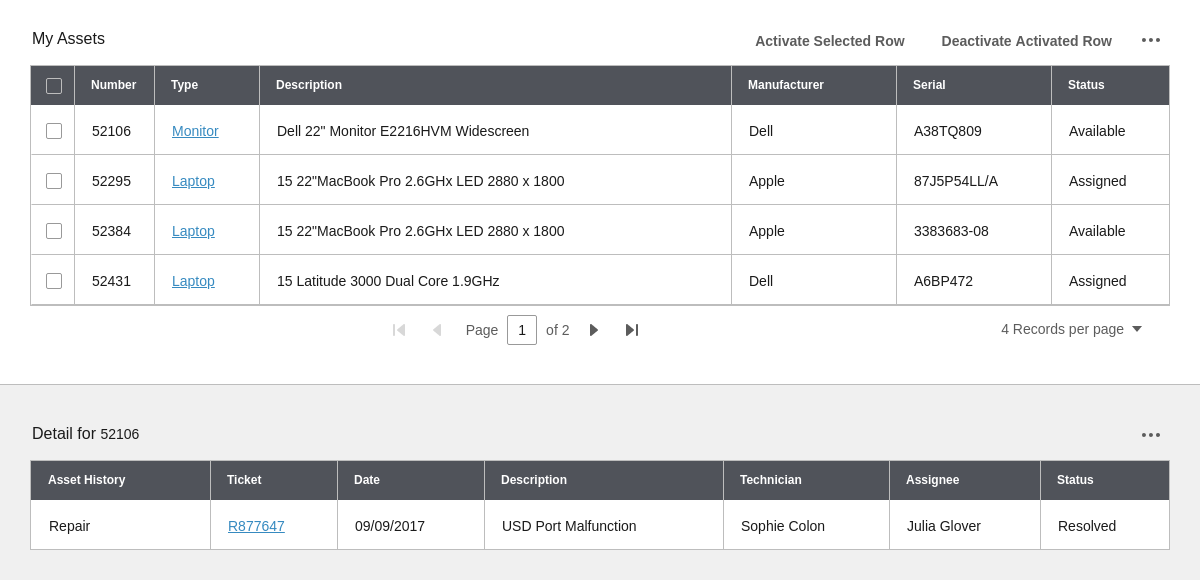 My Assets
Activate Selected Row Deactivate Activated Row
Number Type Description Manufacturer Serial Status
52106 Monitor Dell 22" Monitor E2216HVM Widescreen Dell A38TQ809 Available
52295 Laptop 15 22"MacBook Pro 2.6GHx LED 2880 x 1800 Apple 87J5P54LL/A Assigned
52384 Laptop 15 22"MacBook Pro 2.6GHx LED 2880 x 1800 Apple 3383683-08 Available
52431 Laptop 15 Latitude 3000 Dual Core 1.9GHz Dell A6BP472 Assigned
Page 1 of 2 4 Records per page
Detail for 52106
Asset History Ticket Date Description Technician Assignee Status
Repair R877647 09/09/2017 USD Port Malfunction Sophie Colon Julia Glover Resolved